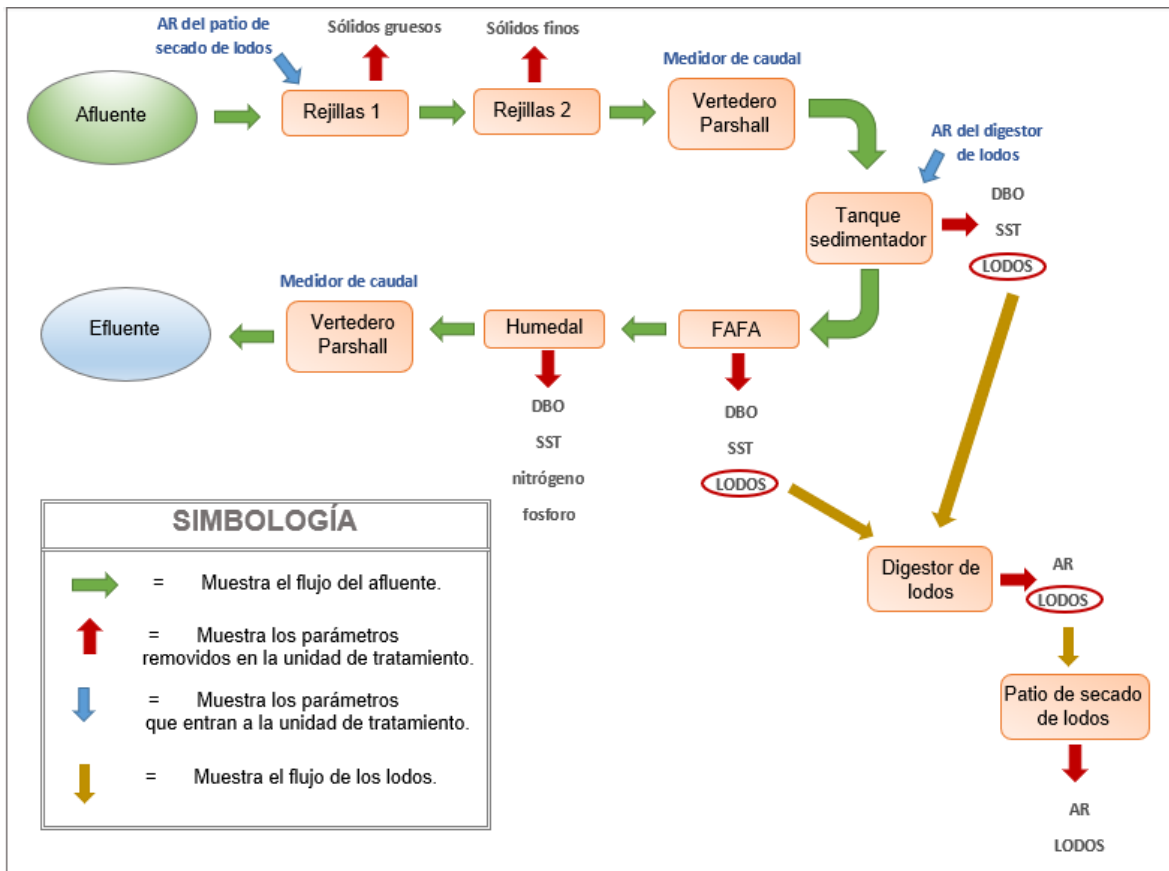 AR del patio de
secado de lodos
Sólidos gruesos
Sólidos finos
Medidor de caudal
Afluente
Rejillas 1
Rejillas 2
Vertedero
Parshall
AR del digestor
de lodos
Tanque
sedimentador
DBO
SST
LODOS
Medidor de caudal
Efluente
Vertedero
Parshall
Humedal
FAFA
DBO
SST
nitrógeno
fosforo
DBO
SST
LODOS
Digestor de
lodos
AR
LODOS
Patio de secado
de lodos
AR
LODOS
SIMBOLOGÍA
= Muestra el flujo del afluente.
= Muestra los parámetros
removidos en la unidad de tratamiento.
= Muestra los parámetros
que entran a la unidad de tratamiento.
= Muestra el flujo de los lodos.